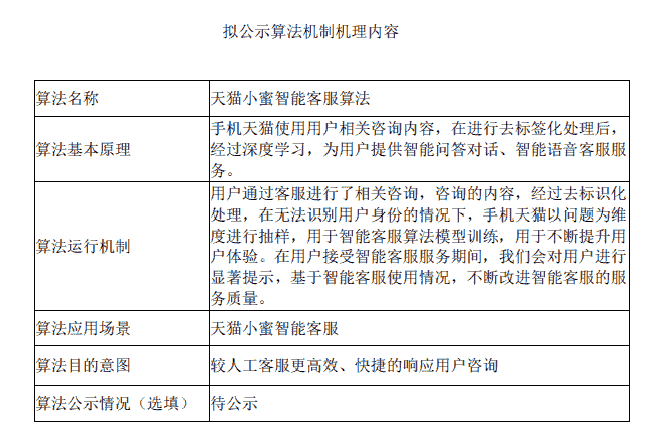 拟公示算法机制机理内容
算法名称
天猫小蜜智能客服算法
算法基本原理
手机天猫使用用户相关咨询内容，在进行去标签化处理后，
经过深度学习，为用户提供智能问答对话、智能语音客服服
务。
算法运行机制
用户通过客服进行了相关咨询，咨询的内容，经过去标识化
处理，在无法识别用户身份的情况下，手机天猫以问题为维
度进行抽样，用于智能客服算法模型训练，用于不断提升用
户体验。在用户接受智能客服服务期间，我们会对用户进行
显著提示，基于智能客服使用情况，不断改进智能客服的服
务质量。
算法应用场景
天猫小蜜智能客服
算法目的意图
较人工客服更高效、快捷的响应用户咨询
算法公示情况（选填）
待公示